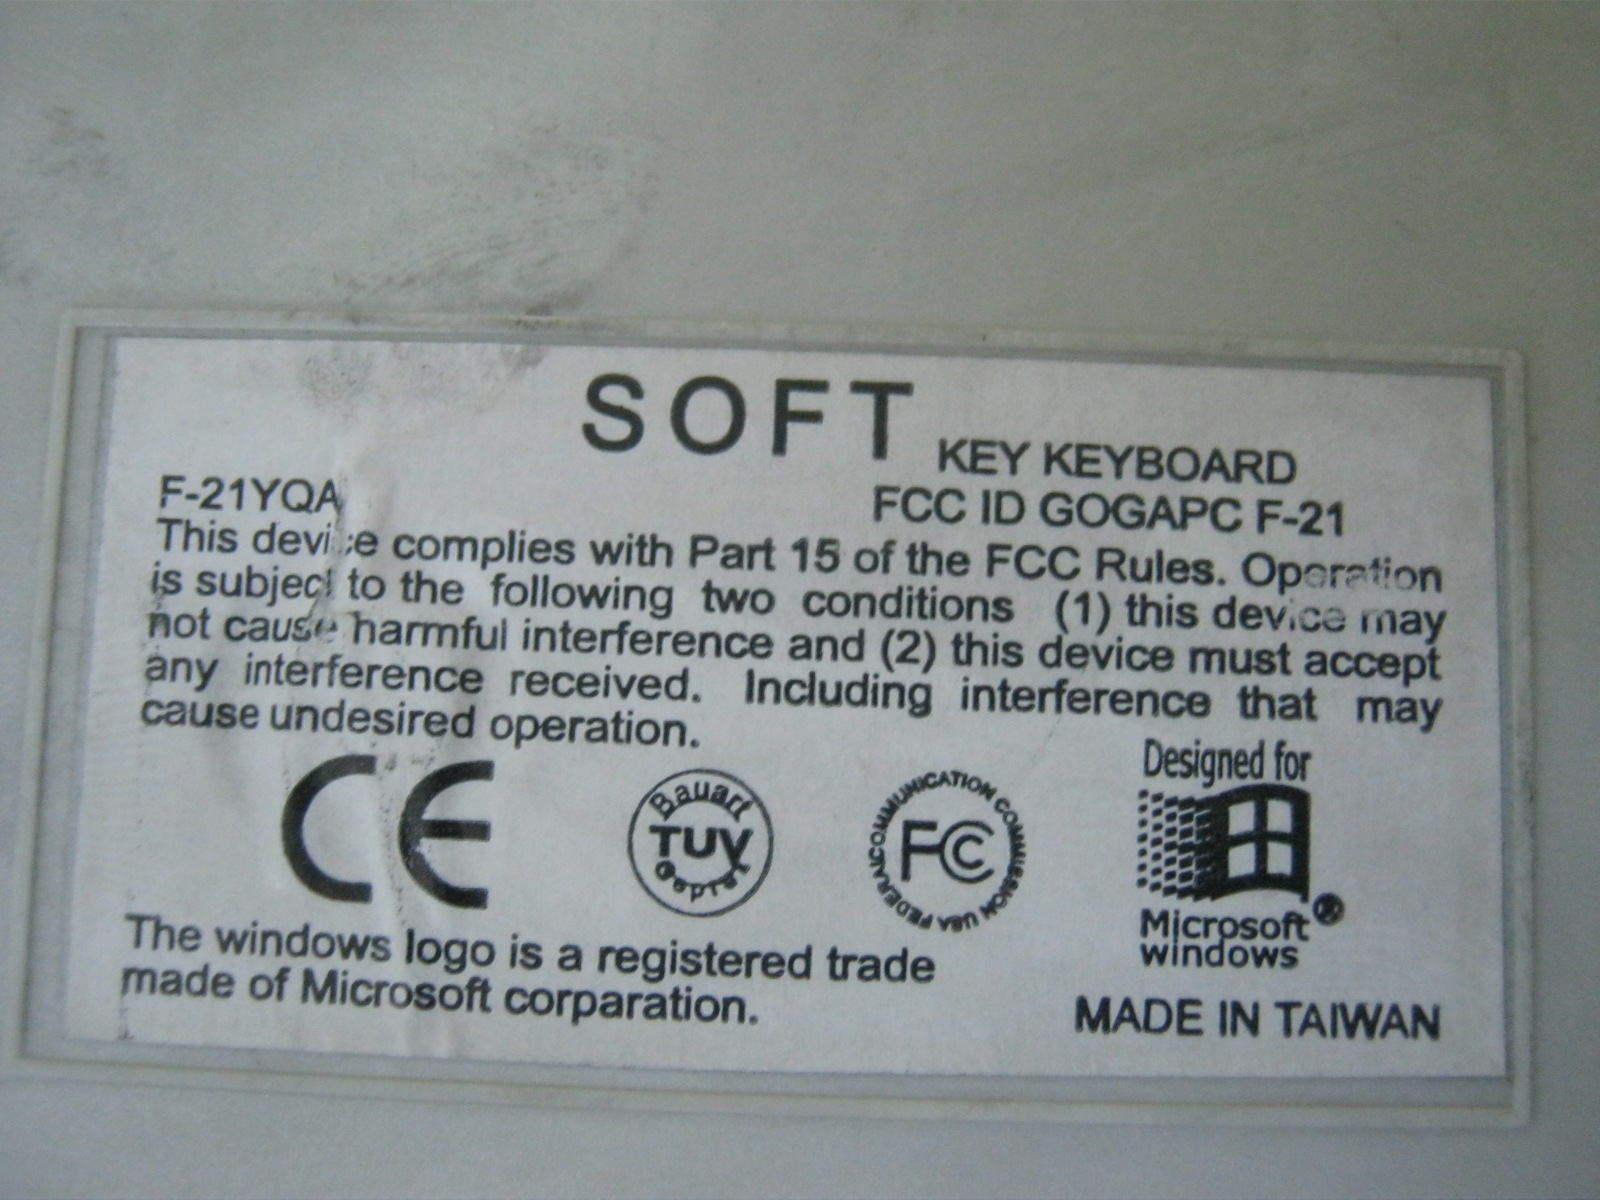 SOFT KEY KEYBOARD
F-21YQA FCC ID GOGAPC F-21
This device complies with Part 15 of the FCC Rules. Operation
is subject to the following two conditions (1) this device may
not cause harmful interference and (2) this device must accept
any interference received. Including interference that may
cause undesired operation.
CE
Bauart
TUV
FEDERAL COMMUNICATION COMMISSION USA
FC
Designed for
Microsoft®
windows
The windows logo is a registered trade
made of Microsoft corparation.
MADE IN TAIWAN